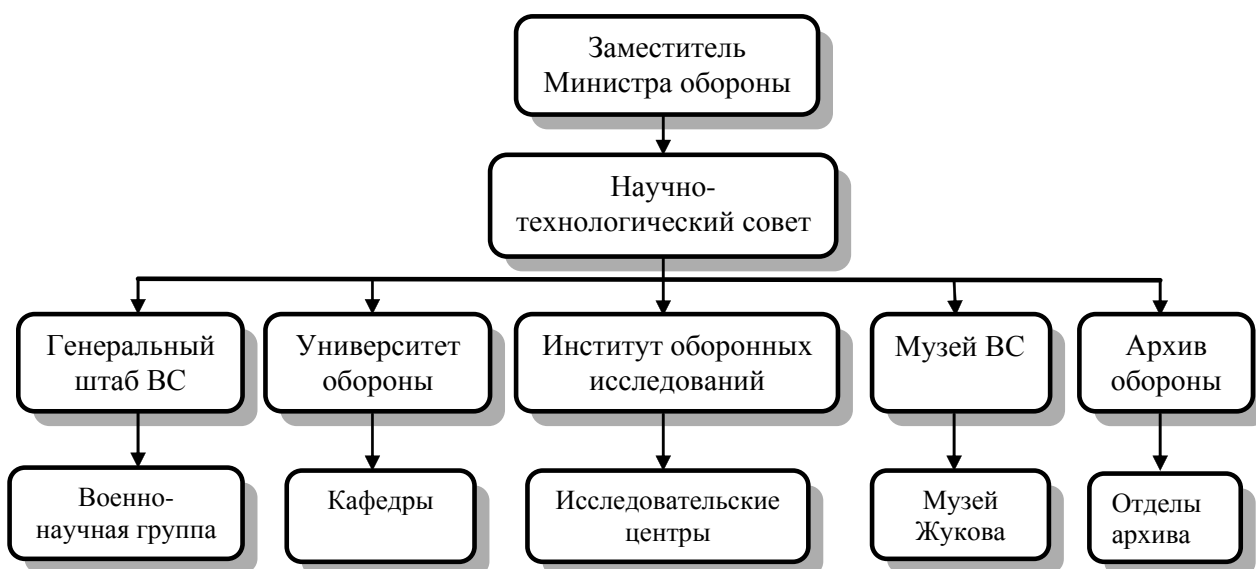 Заместитель
Министра обороны
Научно-
технологический совет
Генеральный
штаб ВС
Университет
обороны
Институт оборонных
исследований
Музей ВС
Архив
обороны
Военно-
научная группа
Кафедры
Исследовательские
центры
Музей
Жукова
Отделы
архива